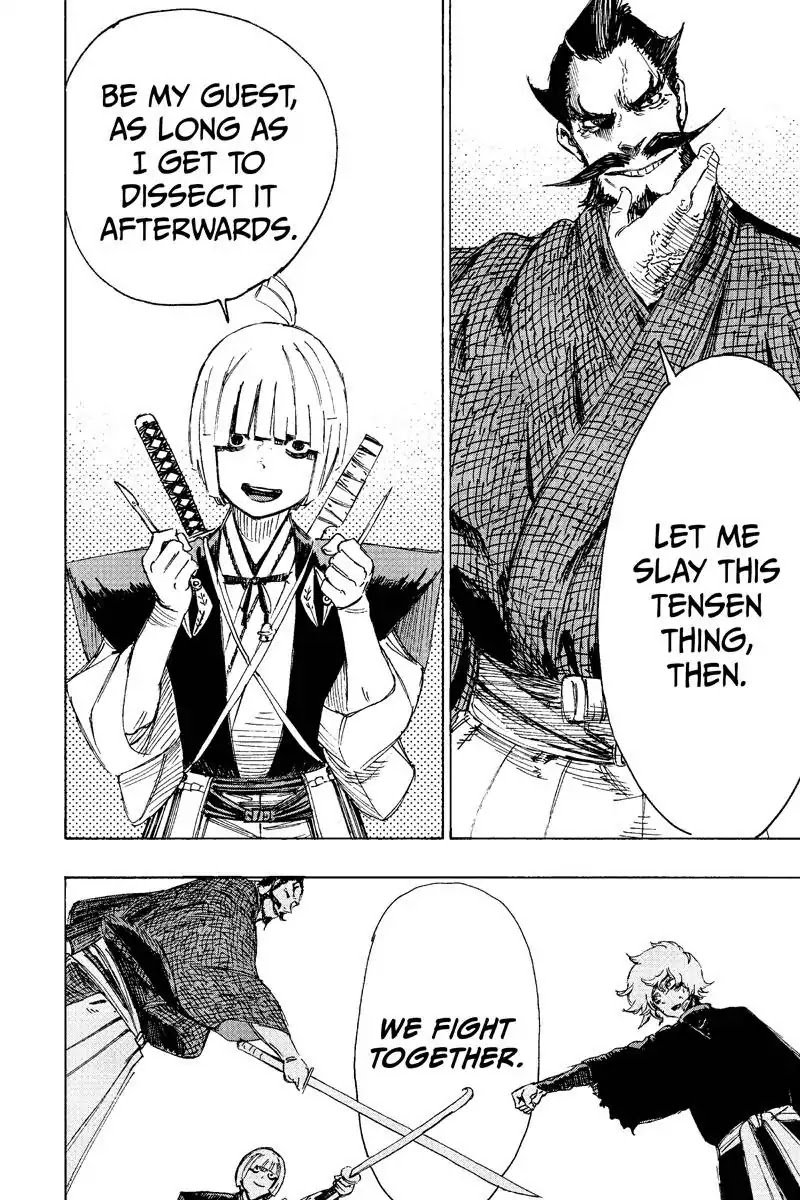 LET ME
SLAY THIS
TENSEN
THING,
THEN.
BE MY GUEST,
AS LONG AS
I GET TO
DISSECT IT
AFTERWARDS.
WE FIGHT
TOGETHER.